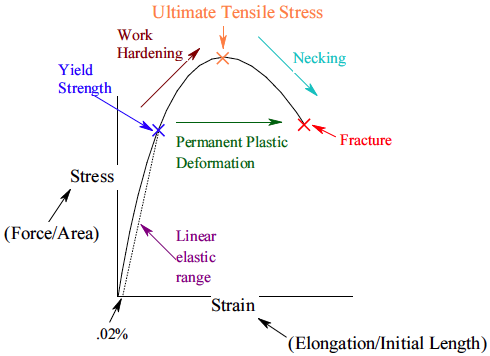 Ultimate Tensile Stress
Work
Hardening
Necking
Yield
Strength
Permanent Plastic
Deformation
Fracture
Stress
(Force/Area)
Linear
elastic
range
Strain
.02%
(Elongation/Initial Length)